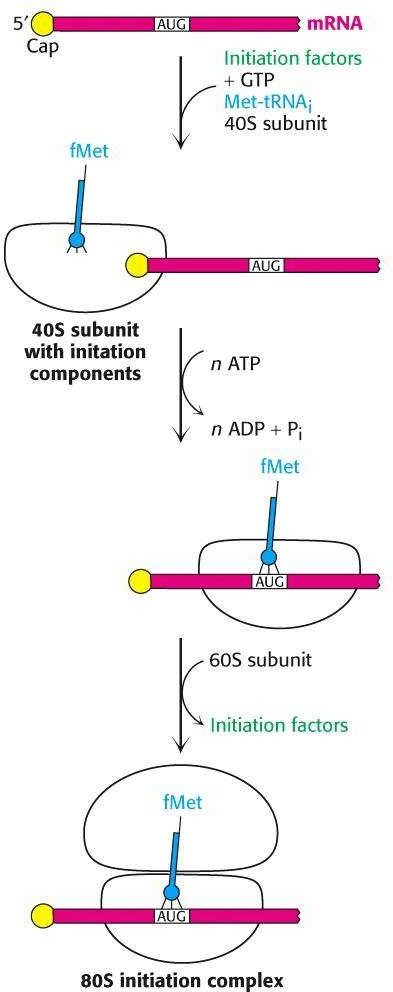 5′ AUG mRNA
Cap
Initiation factors
+ GTP
Met-tRNAi
40S subunit
fMet
AUG
40S subunit
with initation
components
n ATP
n ADP + Pi
fMet
AUG
60S subunit
Initiation factors
fMet
AUG
80S initiation complex